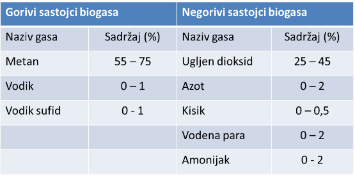 Gorivi sastojci biogasa Negorivi sastojci biogasa
Naziv gasa Sadržaj (%) Naziv gasa Sadržaj (%)
Metan 55 – 75 Ugljen dioksid 25 – 45
Vodik 0 – 1 Azot 0 – 2
Vodik sufid 0 - 1 Kisik 0 – 0,5
Vodena para 0 – 2
Amonijak 0 - 2